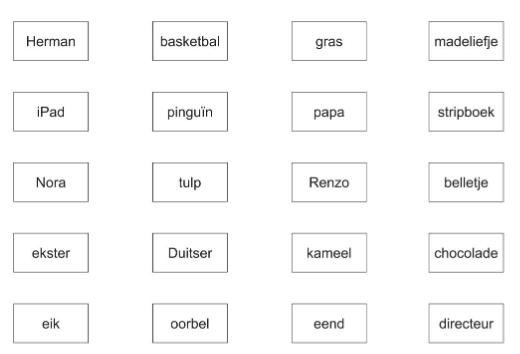 Herman basketbal gras madeliefje
iPad pinguïn papa stripboek
Nora tulp Renzo belletje
ekster Duitser kameel chocolade
eik oorbel eend directeur